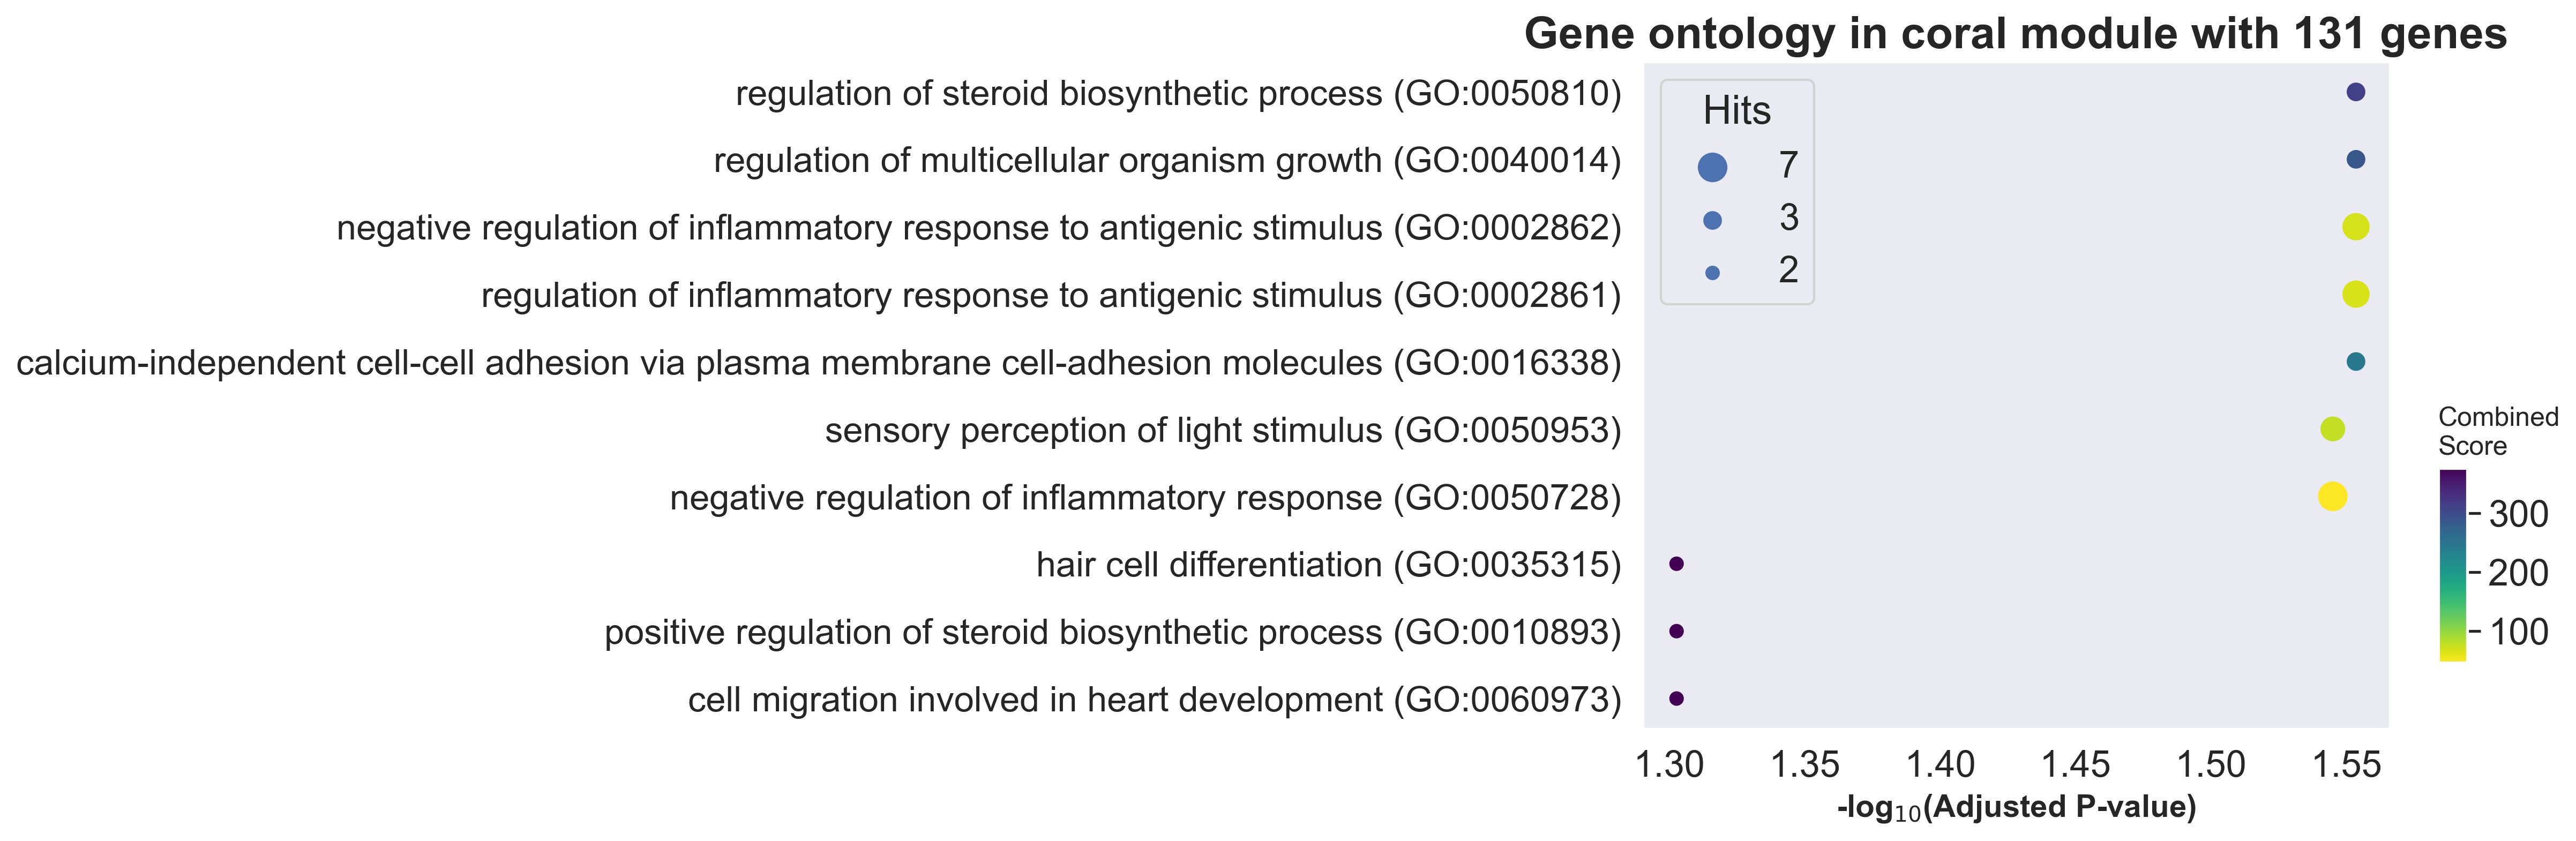 Gene ontology in coral module with 131 genes
regulation of steroid biosynthetic process (GO:0050810)
regulation of multicellular organism growth (GO:0040014)
negative regulation of inflammatory response to antigenic stimulus (GO:0002862)
regulation of inflammatory response to antigenic stimulus (GO:0002861)
calcium-independent cell-cell adhesion via plasma membrane cell-adhesion molecules (GO:0016338)
sensory perception of light stimulus (GO:0050953)
negative regulation of inflammatory response (GO:0050728)
hair cell differentiation (GO:0035315)
positive regulation of steroid biosynthetic process (GO:0010893)
cell migration involved in heart development (GO:0060973)
Hits
7
3
2
Combined
Score
300
200
100
1.30 1.35 1.40 1.45 1.50 1.55
-log₁₀(Adjusted P-value)